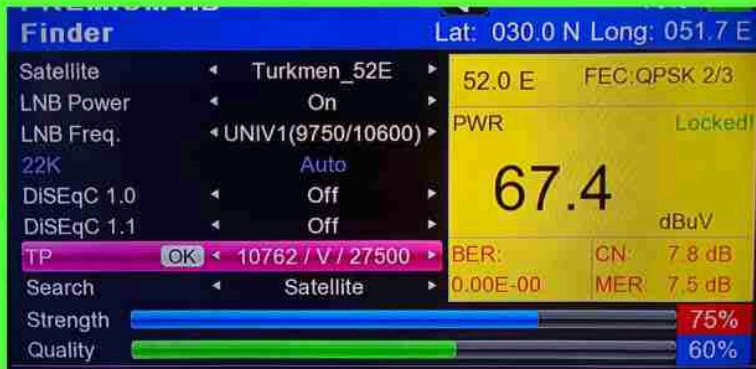 Finder Lat: 030.0 N Long: 051.7 E
Satellite Turkmen_52E
LNB Power On
LNB Freq. UNIV1(9750/10600)
22K Auto
DiSEqC 1.0 Off
DiSEqC 1.1 Off
TP OK 10762 / V / 27500
Search Satellite
52.0 E FEC:QPSK 2/3
PWR Locked!
67.4
dBuV
BER: CN: 7.8 dB
0.00E-00 MER: 7.5 dB
Strength 75%
Quality 60%